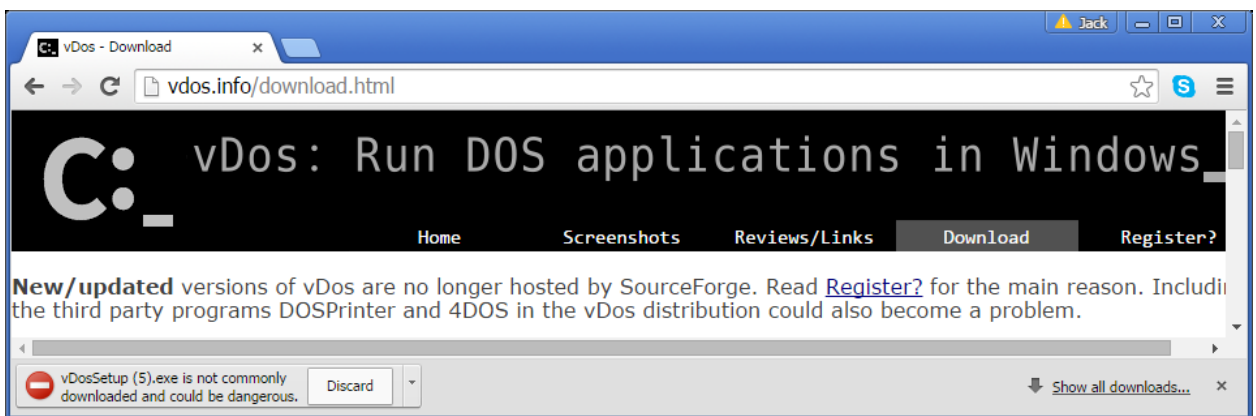 Jack
C:\ vDos - Download
vdos.info/download.html
C:_ vDos: Run DOS applications in Windows_
Home Screenshots Reviews/Links Download Register?
New/updated versions of vDos are no longer hosted by SourceForge. Read Register? for the main reason. Includi
the third party programs DOSPrinter and 4DOS in the vDos distribution could also become a problem.
vDosSetup (5).exe is not commonly
downloaded and could be dangerous.
Discard
Show all downloads...